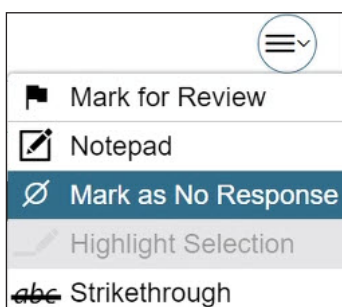 Mark for Review
Notepad
Mark as No Response
Highlight Selection
abc Strikethrough